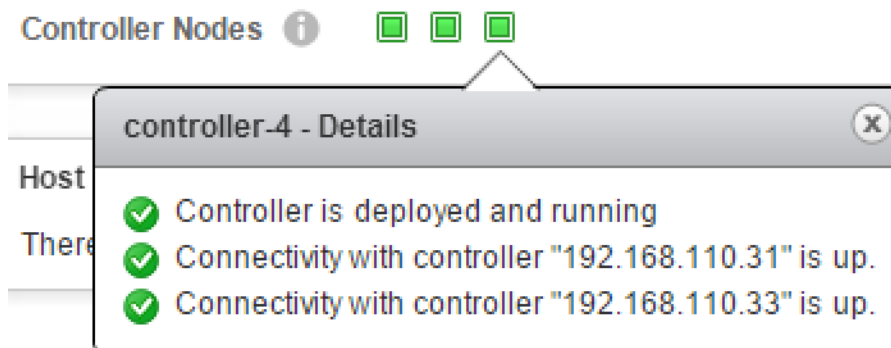 Controller Nodes
controller-4 - Details
Host
Controller is deployed and running
There
Connectivity with controller "192.168.110.31" is up.
Connectivity with controller "192.168.110.33" is up.